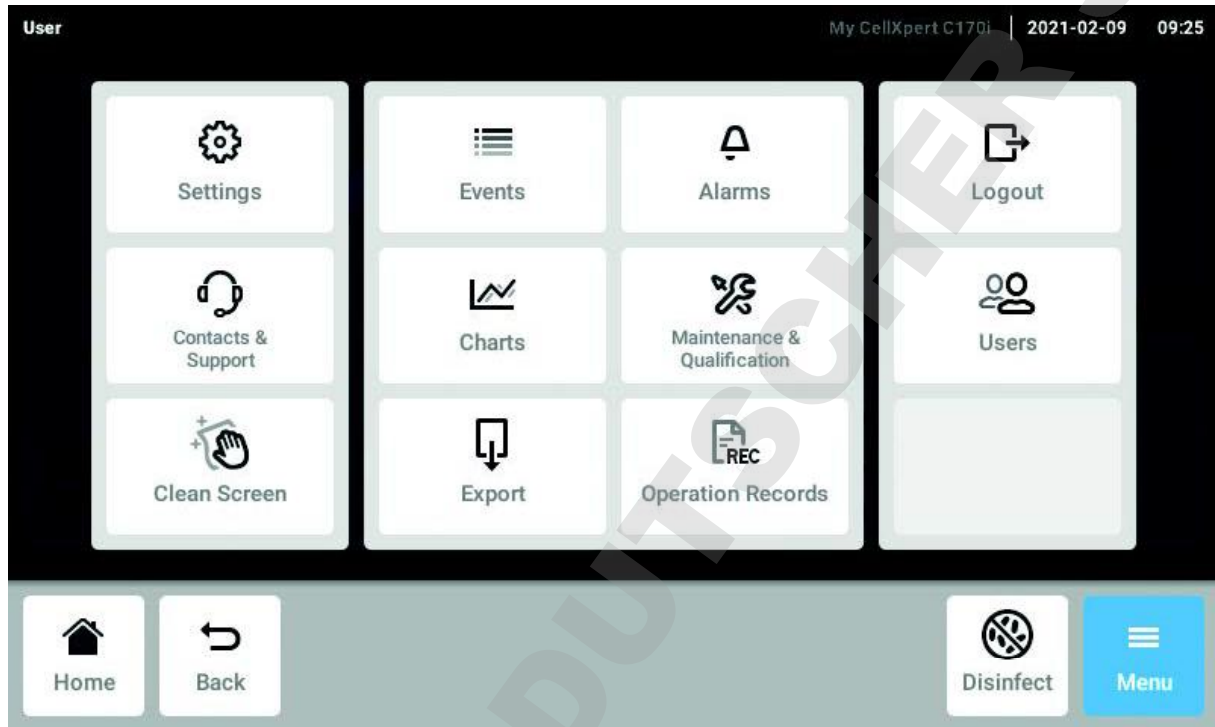 User
My CellXpert C170i | 2021-02-09 09:25
Settings
Events
Alarms
Logout
Contacts &
Support
Charts
Maintenance &
Qualification
Users
Clean Screen
Export
REC
Operation Records
Home
Back
Disinfect
Menu
DUTSCHER